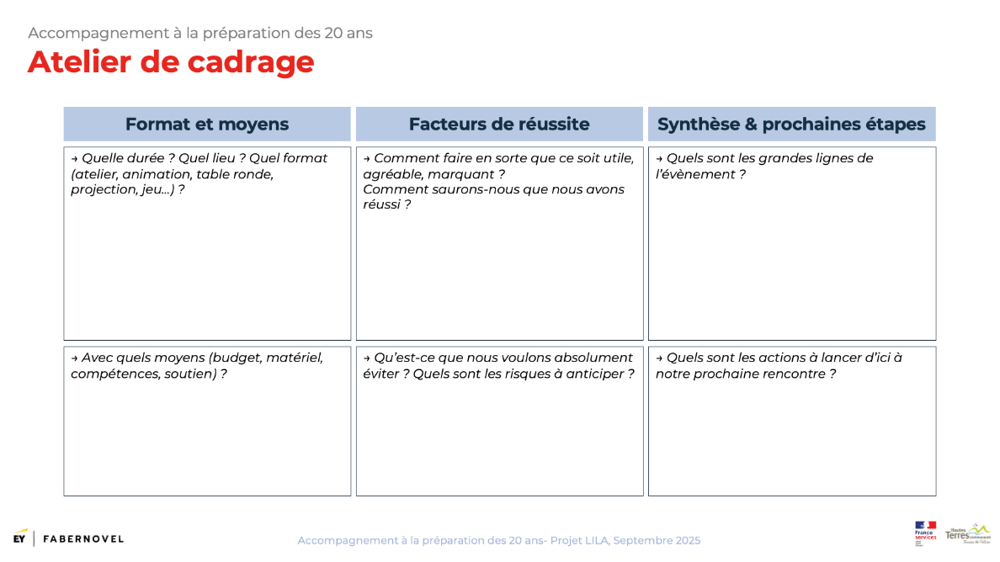 Accompagnement à la préparation des 20 ans
Atelier de cadrage
Format et moyens
Facteurs de réussite
Synthèse & prochaines étapes
→ Quelle durée ? Quel lieu ? Quel format
(atelier, animation, table ronde,
projection, jeu...) ?
→ Comment faire en sorte que ce soit utile,
agréable, marquant ?
Comment saurons-nous que nous avons
réussi ?
→ Quels sont les grandes lignes de
l'évènement ?
→ Avec quels moyens (budget, matériel,
compétences, soutien) ?
→ Qu'est-ce que nous voulons absolument
éviter ? Quels sont les risques à anticiper ?
→ Quels sont les actions à lancer d'ici à
notre prochaine rencontre ?
EY | FABERNOVEL
Accompagnement à la préparation des 20 ans- Projet LILA, Septembre 2025
France
services
Hautes
Terres communauté